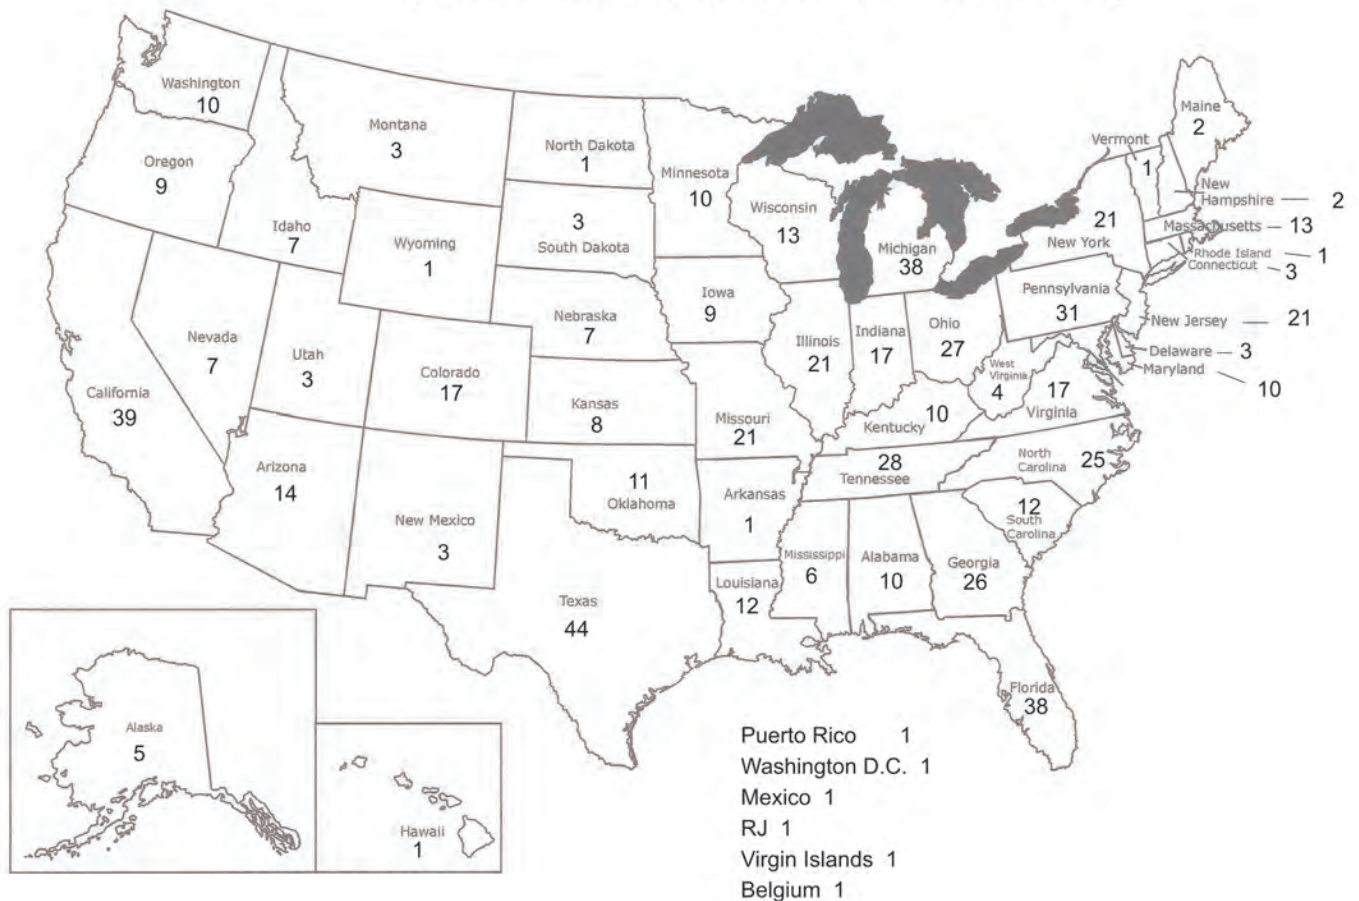 Washington
10
Montana
3
North Dakota
1
Minnesota
10
Maine
2
Vermont
1
Oregon
9
Idaho
7
Wyoming
1
3
South Dakota
Wisconsin
13
Michigan
38
21
New York
New
Hampshire — 2
Massachusetts — 13
Rhode Island — 1
Connecticut – 3
Nebraska
7
Iowa
9
Pennsylvania
31
New Jersey — 21
Delaware – 3
Maryland – 10
Nevada
7
Utah
3
Colorado
17
Illinois
21
Indiana
17
Ohio
27
West
Virginia
4
17
Virginia
California
39
Kansas
8
Missouri
21
10
Kentucky
Arizona
14
New Mexico
3
11
Oklahoma
Arkansas
1
28
Tennessee
North
Carolina 25
12
South
Carolina
Mississippi
6
Alabama
10
Georgia
26
Texas
44
Louisiana
12
Florida
38
Alaska
5
Hawaii
1
Puerto Rico 1
Washington D.C. 1
Mexico 1
RJ 1
Virgin Islands 1
Belgium 1